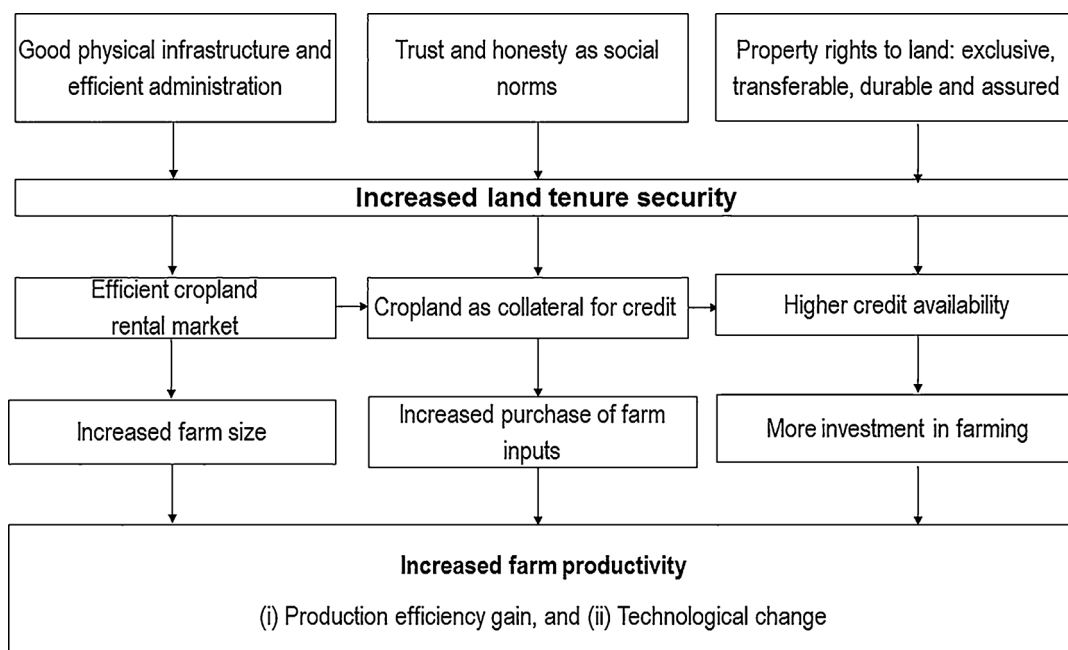 Good physical infrastructure and
efficient administration
Trust and honesty as social
norms
Property rights to land: exclusive,
transferable, durable and assured
Increased land tenure security
Efficient cropland
rental market
Cropland as collateral for credit
Higher credit availability
Increased farm size
Increased purchase of farm
inputs
More investment in farming
Increased farm productivity
(i) Production efficiency gain, and (ii) Technological change